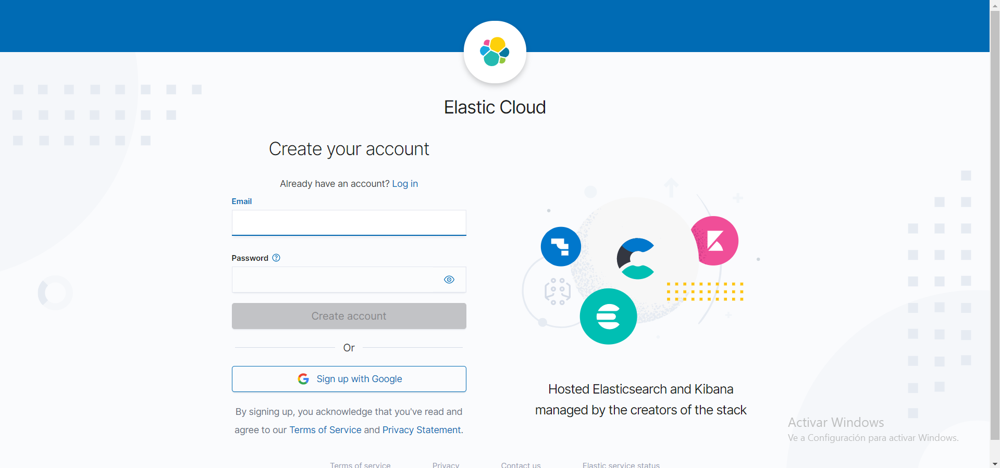 Elastic Cloud
Create your account
Already have an account? Log in
Email
Password
Create account
Or
Sign up with Google
By signing up, you acknowledge that you've read and
agree to our Terms of Service and Privacy Statement.
Hosted Elasticsearch and Kibana
managed by the creators of the stack
Activar Windows
Ve a Configuración para activar Windows.
Terms of service
Privacy
Contact us
Elastic service status